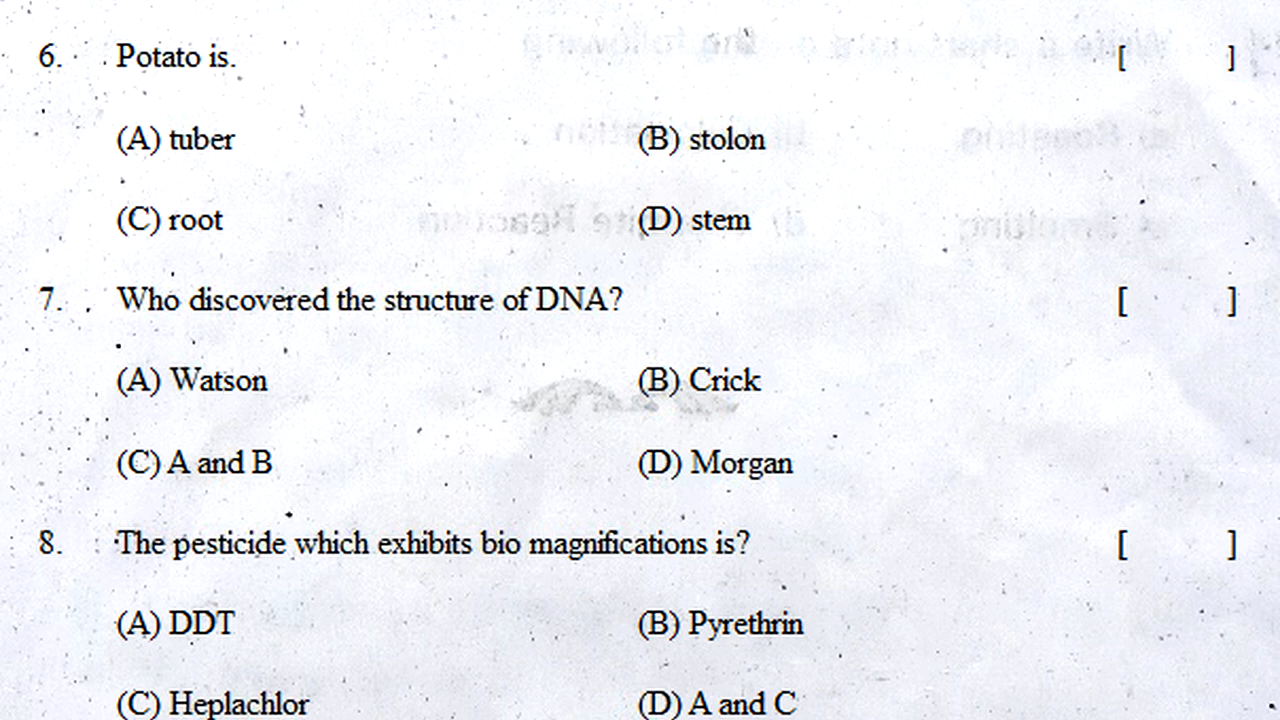 6. Potato is. [ ]
(A) tuber (B) stolon
(C) root (D) stem
7. Who discovered the structure of DNA? [ ]
(A) Watson (B) Crick
(C) A and B (D) Morgan
8. The pesticide which exhibits bio magnifications is? [ ]
(A) DDT (B) Pyrethrin
(C) Heplachlor (D) A and C